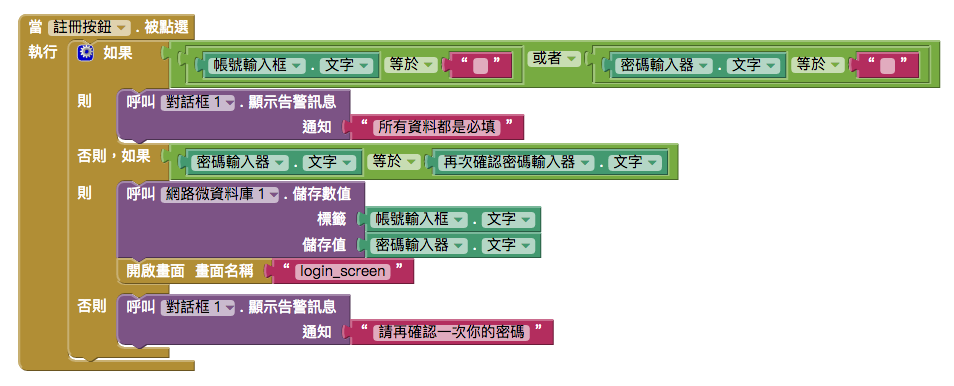 當 註冊按鈕 . 被點選
執行 如果 帳號輸入框 . 文字 等於 “ ” 或者 密碼輸入器 . 文字 等於 “ ”
則 呼叫 對話框 1 . 顯示告警訊息
通知 “ 所有資料都是必填 ”
否則，如果 密碼輸入器 . 文字 等於 再次確認密碼輸入器 . 文字
則 呼叫 網路微資料庫 1 . 儲存數值
標籤 帳號輸入框 . 文字
儲存值 密碼輸入器 . 文字
開啟畫面 畫面名稱 “ login_screen ”
否則 呼叫 對話框 1 . 顯示告警訊息
通知 “ 請再確認一次你的密碼 ”